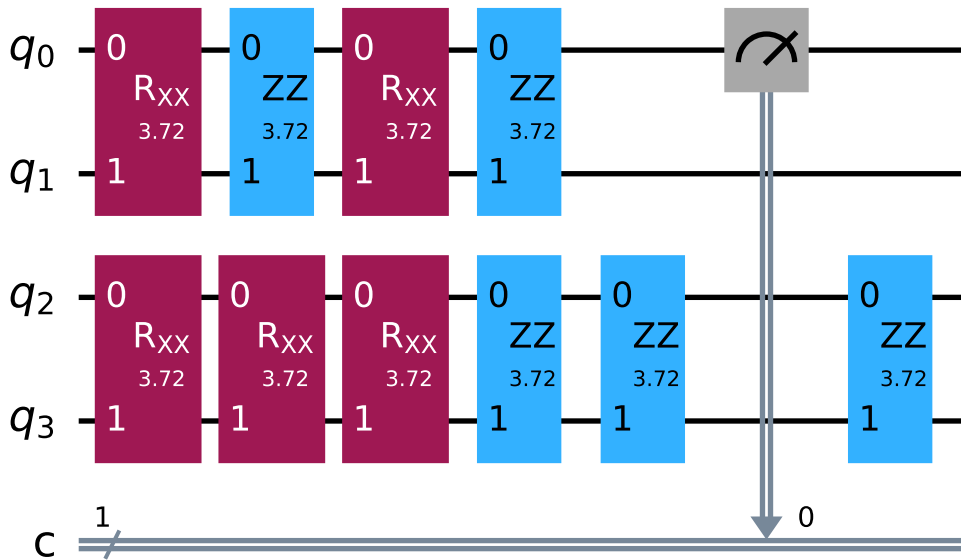 q0 0 0 0 0
RXX ZZ RXX ZZ
3.72 3.72 3.72 3.72
q1 1 1 1 1
q2 0 0 0 0 0 0
RXX RXX RXX ZZ ZZ ZZ
3.72 3.72 3.72 3.72 3.72 3.72
q3 1 1 1 1 1 1
1 0
c